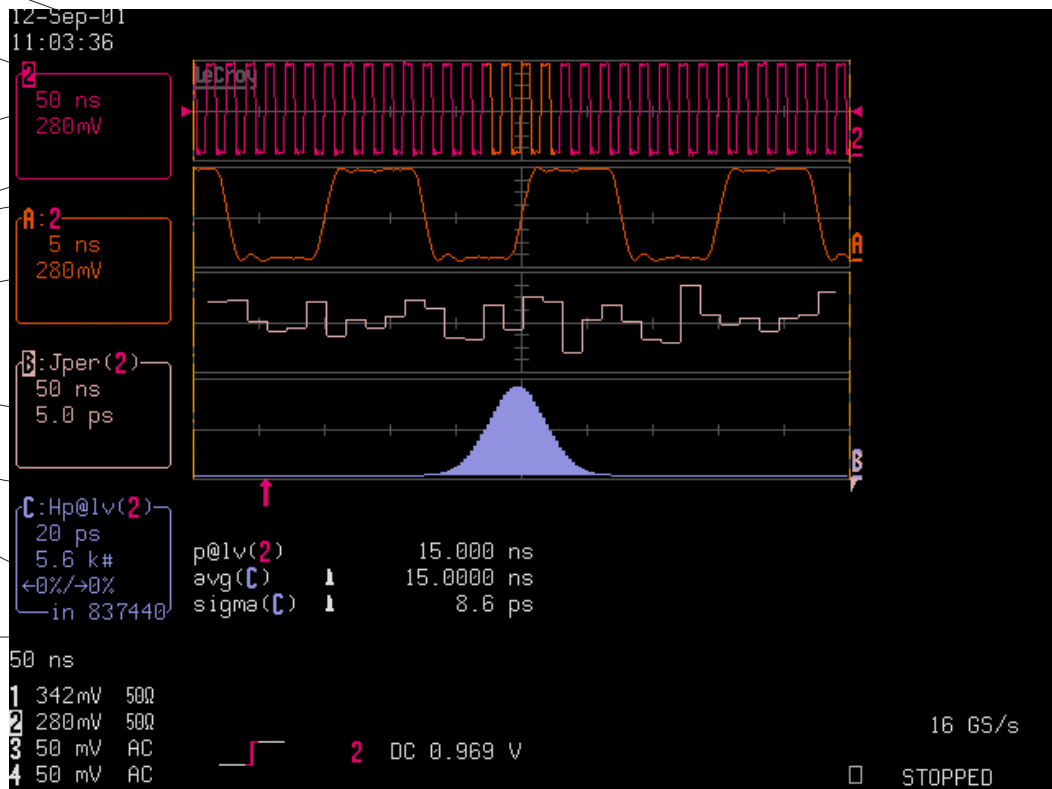 12-Sep-01
11:03:36
2
50 ns
280mV
LeCroy
2
A:2
5 ns
280mV
A
B:Jper(2)
50 ns
5.0 ps
B
C:Hp@lv(2)
20 ps
5.6 k#
←0%/→0%
in 837440
p@lv(2) 15.000 ns
avg(C) 15.0000 ns
sigma(C) 8.6 ps
50 ns
1 342mV 50Ω
2 280mV 50Ω
3 50 mV AC
4 50 mV AC
2 DC 0.969 V
16 GS/s
STOPPED